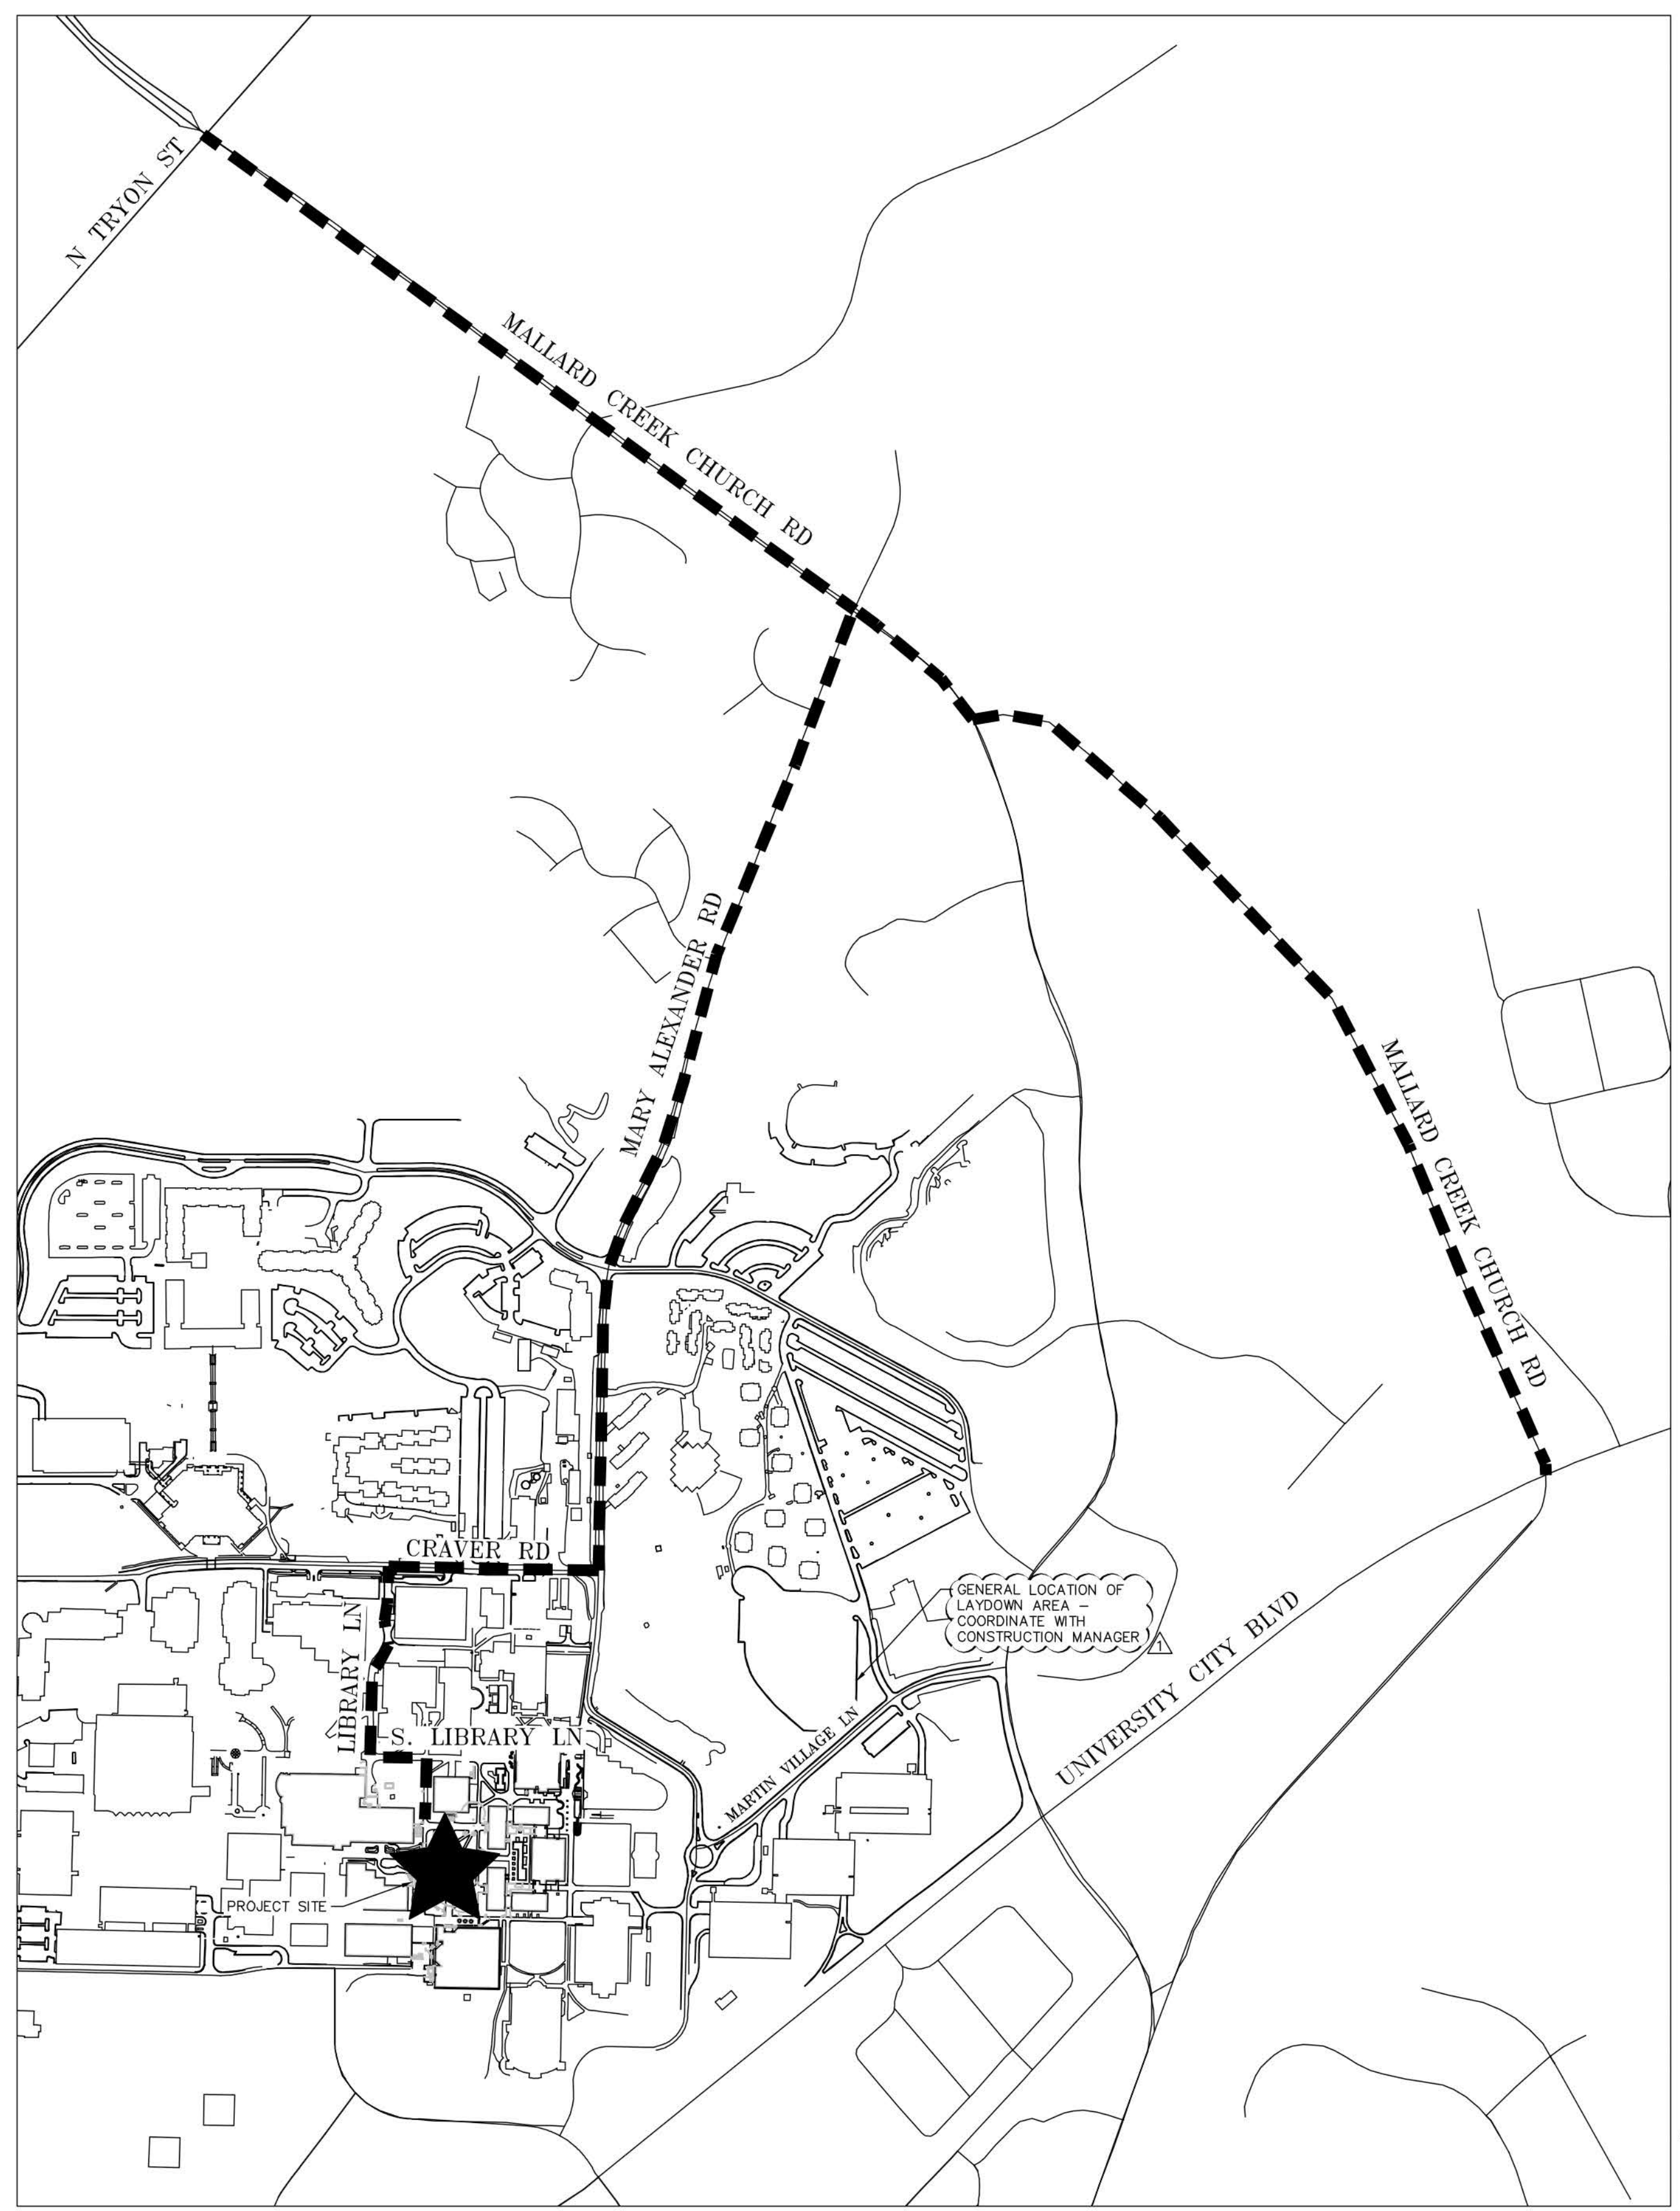 N TRYON ST
MALLARD CREEK CHURCH RD
MARY ALEXANDER RD
MALLARD CREEK CHURCH RD
CRAVER RD
GENERAL LOCATION OF
LAYDOWN AREA –
COORDINATE WITH
CONSTRUCTION MANAGER
1
LIBRARY LN
UNIVERSITY CITY BLVD
S. LIBRARY LN
MARTIN VILLAGE LN
PROJECT SITE